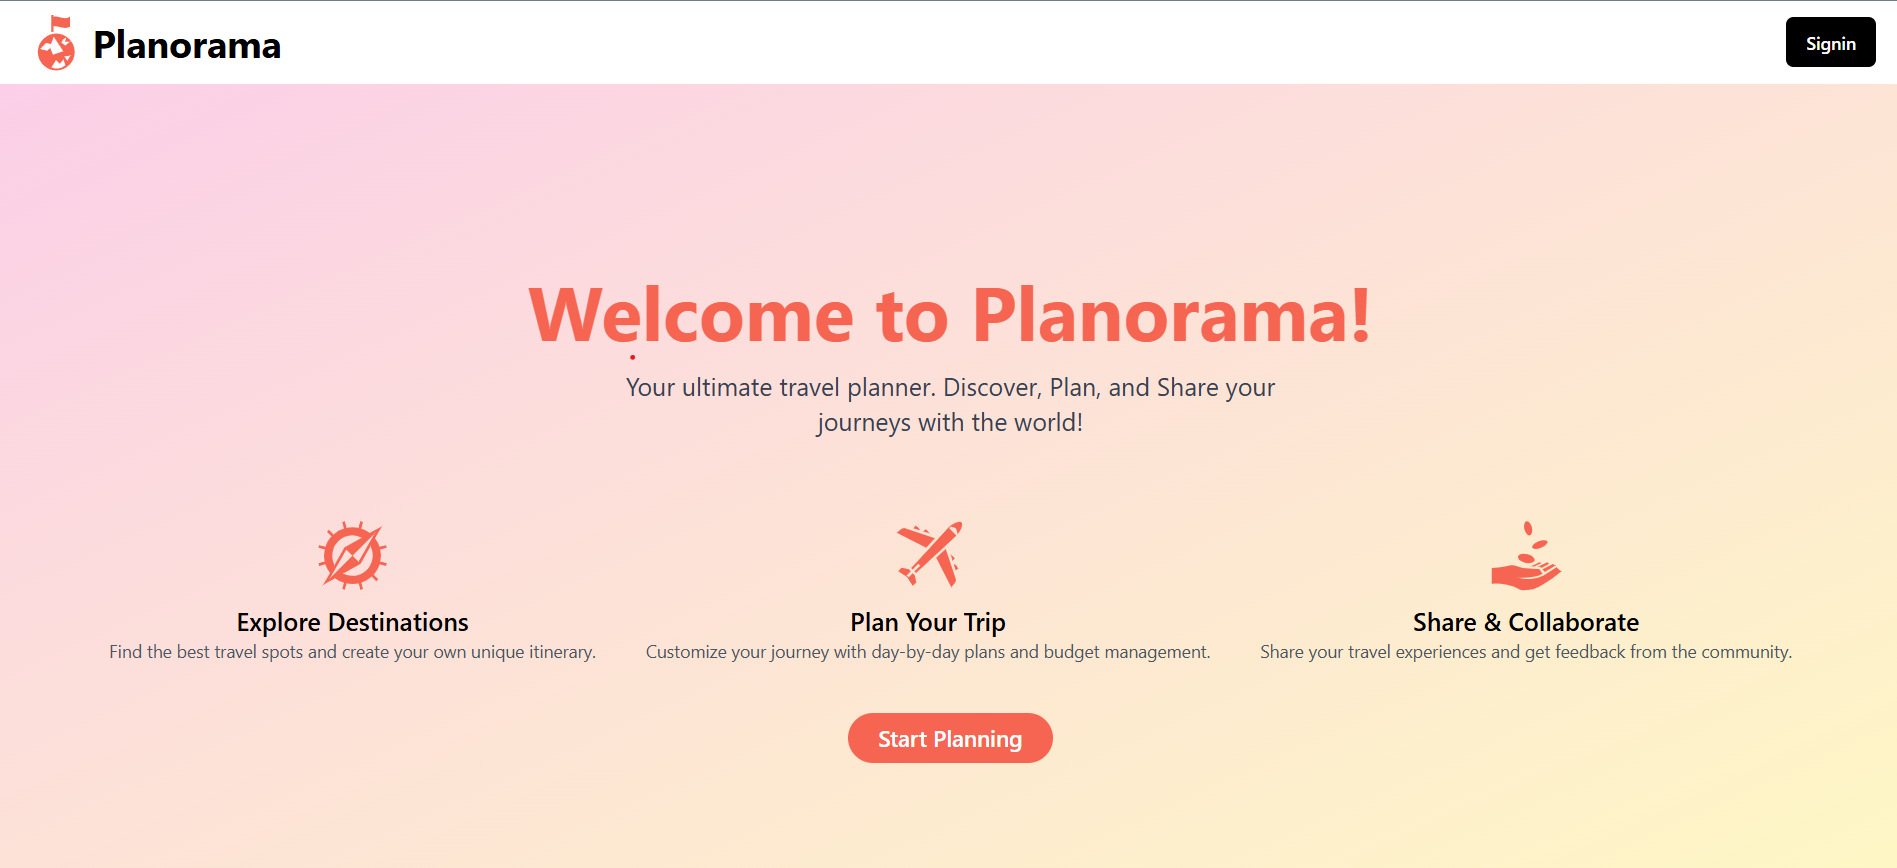 Planorama
Signin
Welcome to Planorama!
Your ultimate travel planner. Discover, Plan, and Share your
journeys with the world!
Explore Destinations
Find the best travel spots and create your own unique itinerary.
Plan Your Trip
Customize your journey with day-by-day plans and budget management.
Share & Collaborate
Share your travel experiences and get feedback from the community.
Start Planning